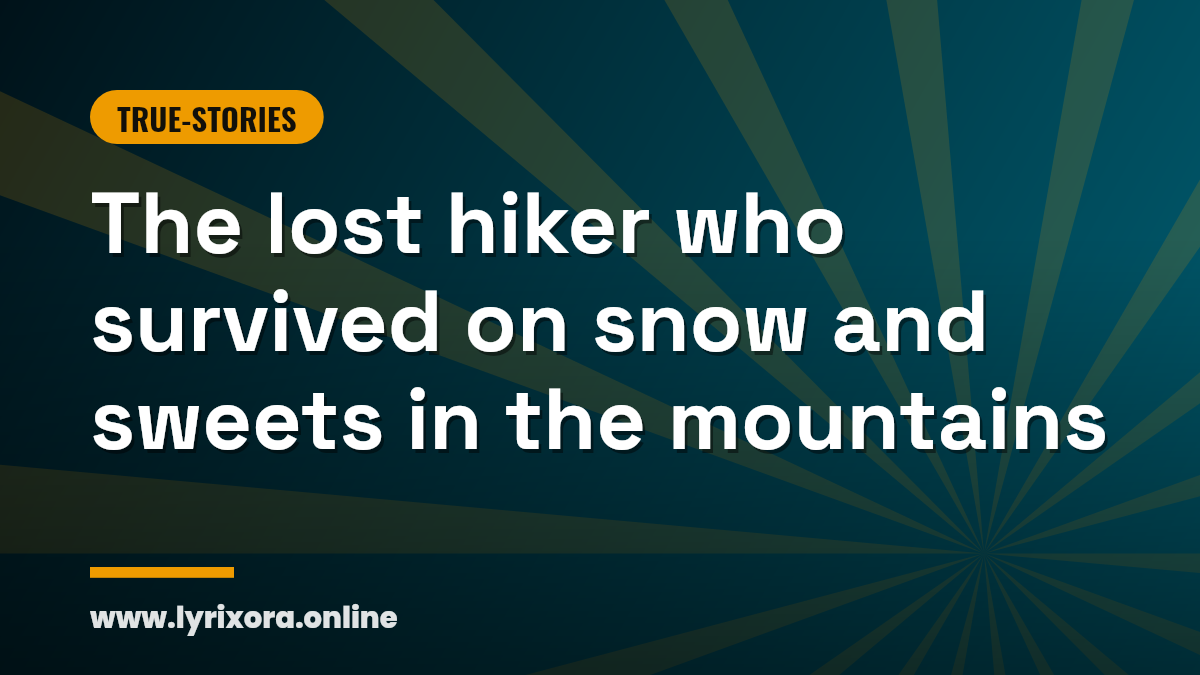 TRUE-STORIES
The lost hiker who
survived on snow and
sweets in the mountains
www.lyrixora.online